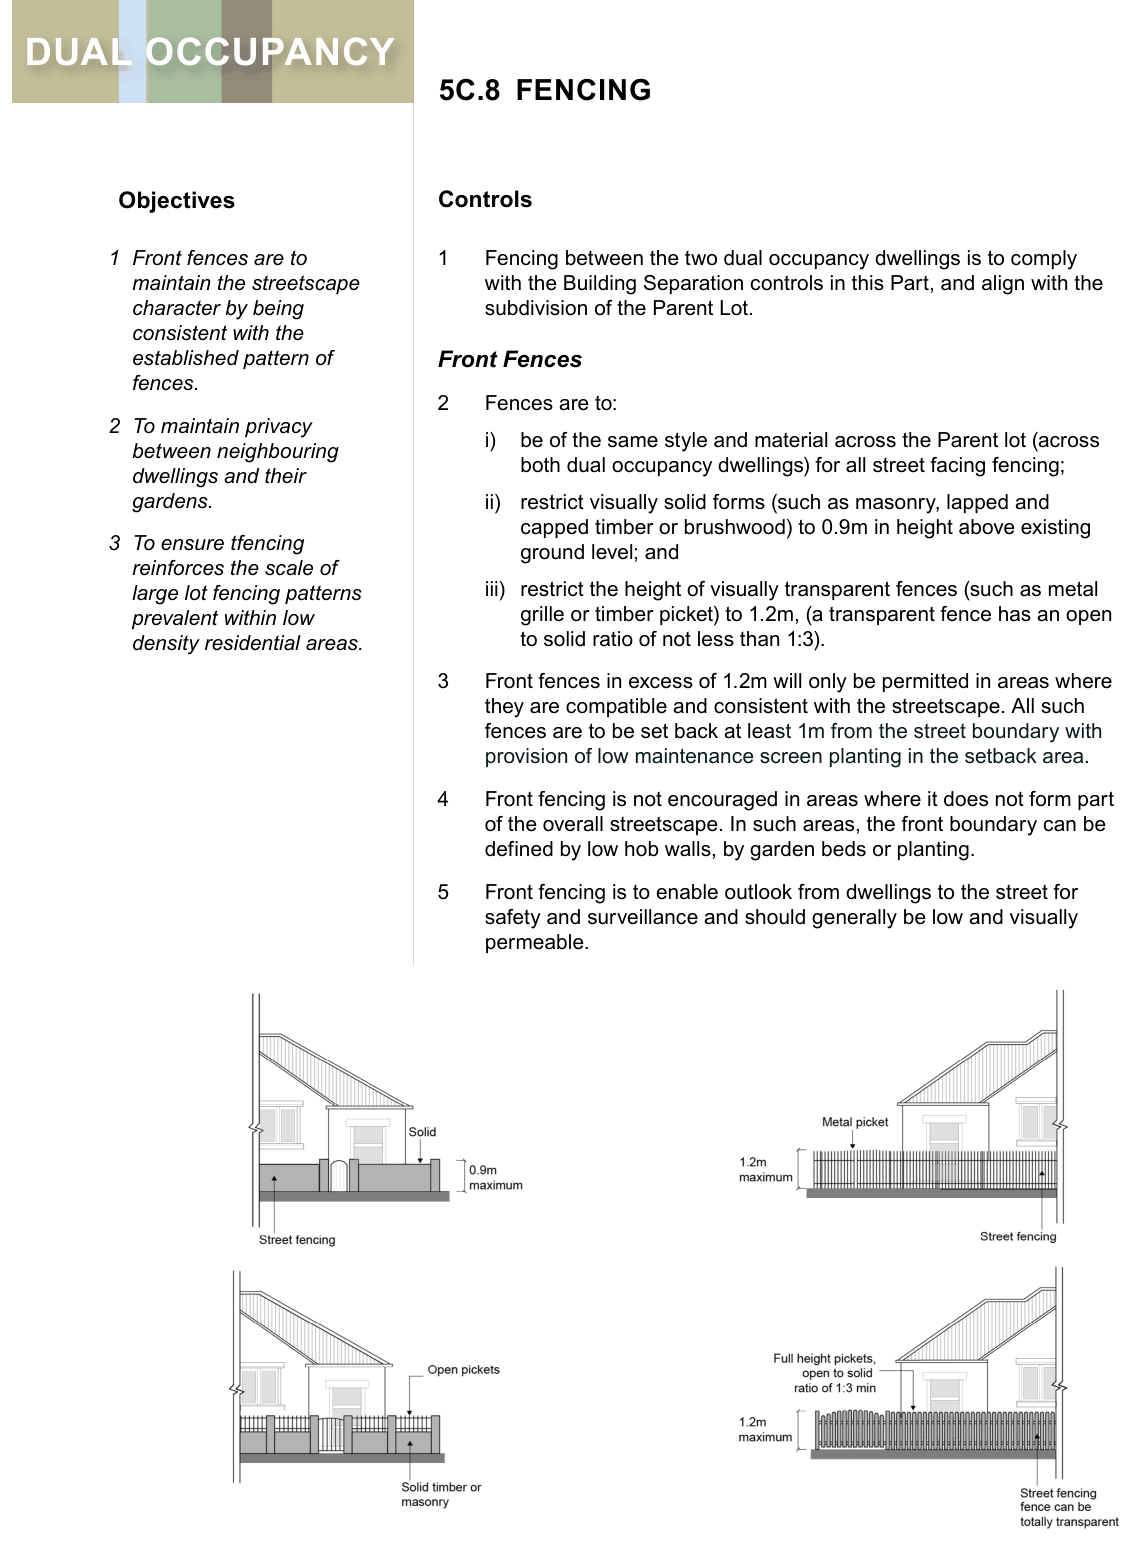 DUAL OCCUPANCY
5C.8 FENCING
Objectives
1 Front fences are to
maintain the streetscape
character by being
consistent with the
established pattern of
fences.
2 To maintain privacy
between neighbouring
dwellings and their
gardens.
3 To ensure tfencing
reinforces the scale of
large lot fencing patterns
prevalent within low
density residential areas.
Controls
1 Fencing between the two dual occupancy dwellings is to comply
with the Building Separation controls in this Part, and align with the
subdivision of the Parent Lot.
Front Fences
2 Fences are to:
i) be of the same style and material across the Parent lot (across
both dual occupancy dwellings) for all street facing fencing;
ii) restrict visually solid forms (such as masonry, lapped and
capped timber or brushwood) to 0.9m in height above existing
ground level; and
iii) restrict the height of visually transparent fences (such as metal
grille or timber picket) to 1.2m, (a transparent fence has an open
to solid ratio of not less than 1:3).
3 Front fences in excess of 1.2m will only be permitted in areas where
they are compatible and consistent with the streetscape. All such
fences are to be set back at least 1m from the street boundary with
provision of low maintenance screen planting in the setback area.
4 Front fencing is not encouraged in areas where it does not form part
of the overall streetscape. In such areas, the front boundary can be
defined by low hob walls, by garden beds or planting.
5 Front fencing is to enable outlook from dwellings to the street for
safety and surveillance and should generally be low and visually
permeable.
Solid
0.9m
maximum
Street fencing
Metal picket
1.2m
maximum
Street fencing
Open pickets
Solid timber or
masonry
Full height pickets,
open to solid
ratio of 1:3 min
1.2m
maximum
Street fencing
fence can be
totally transparent